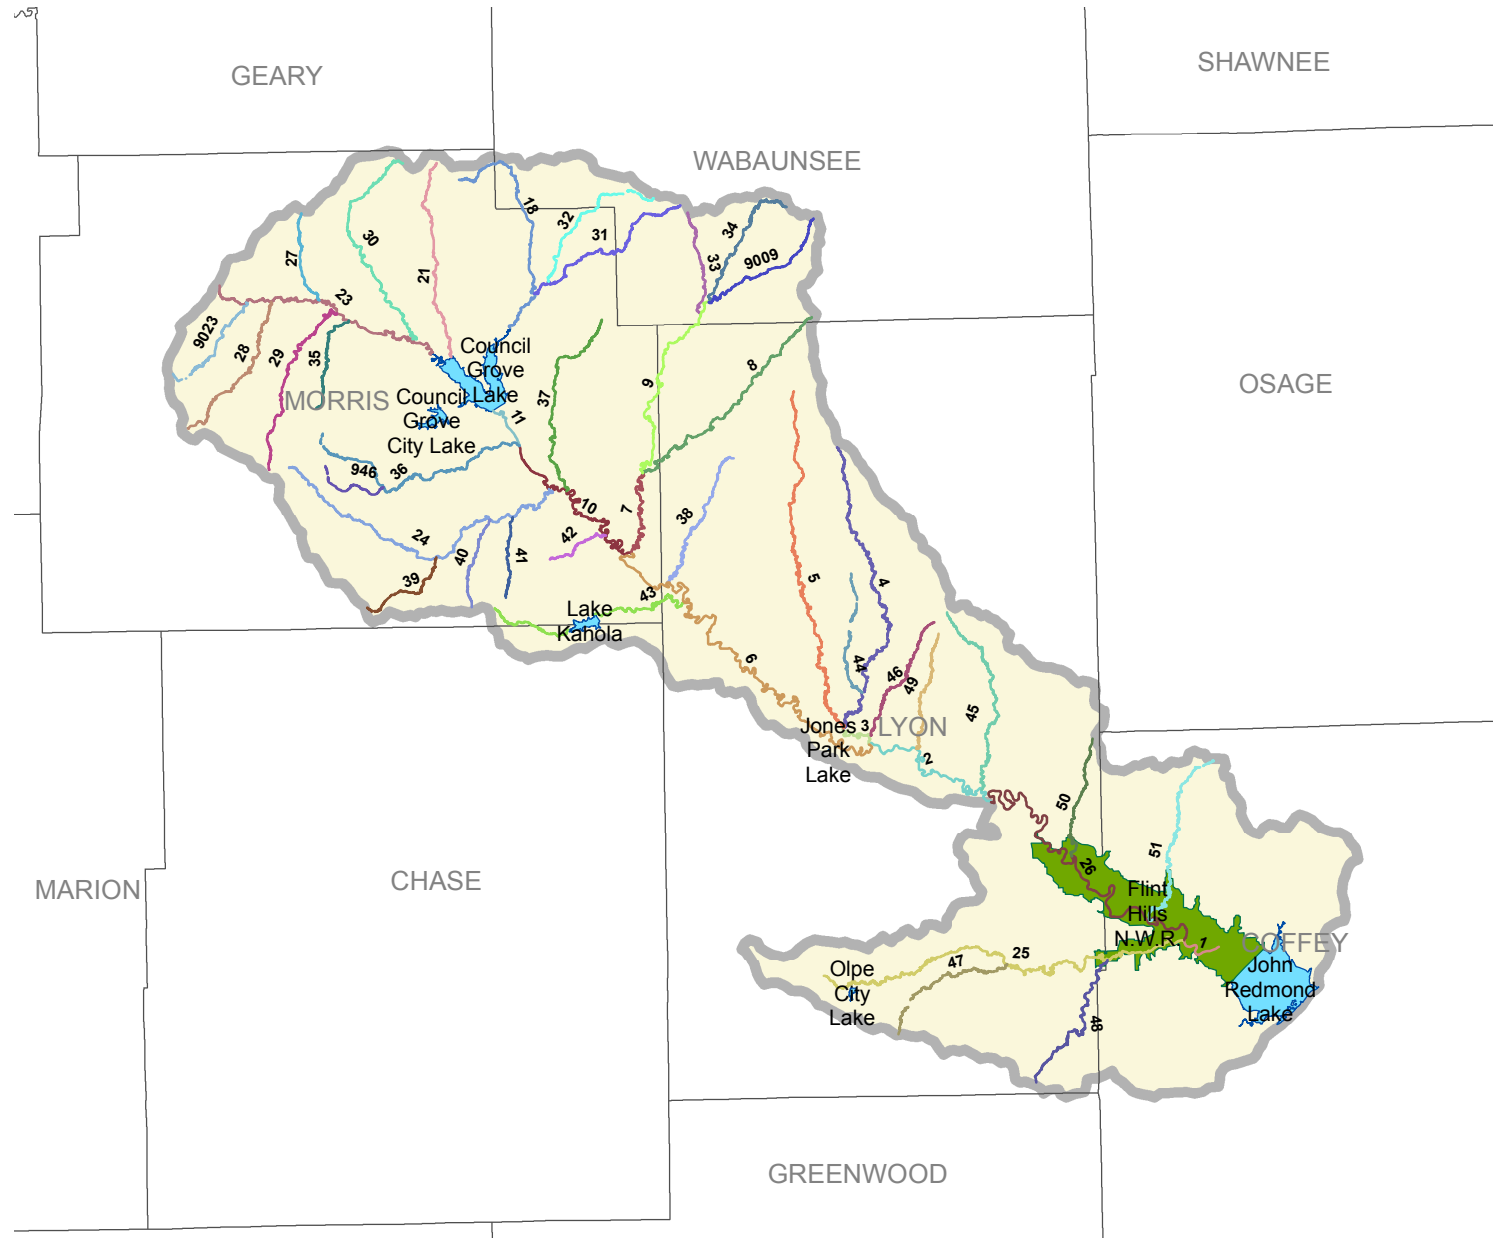 SHAWNEE
GEARY
WABAUNSEE
18
32
34
30
31
27
33
9009
21
23
9023
Council
28
29
35
Grove
8
9
OSAGE
MORRIS
Council
Lake
37
Grove
11
City Lake
946
36
10
7
38
24
42
40
41
39
5
4
43
Lake
Kahola
6
44
46
49
45
Jones
3
LYON
Park
2
Lake
50
51
26
MARION
CHASE
Flint
Hills
N.W.R.
1
COFFEY
25
47
Olpe
City
Lake
John
Redmond
Lake
48
GREENWOOD